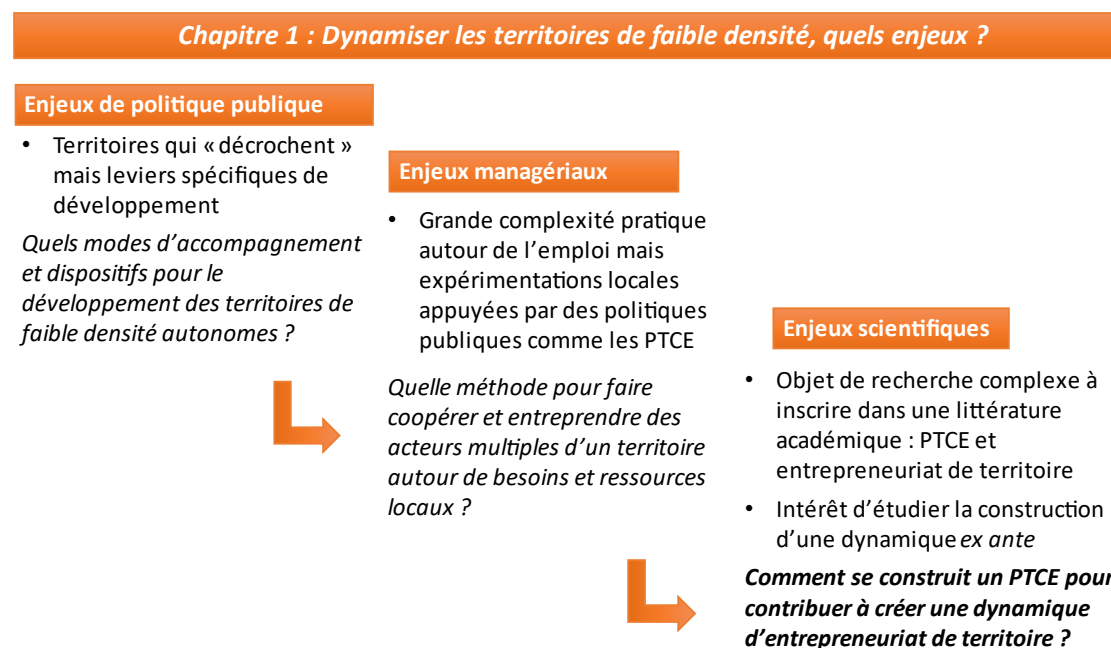 Chapitre 1 : Dynamiser les territoires de faible densité, quels enjeux ?
Enjeux de politique publique
• Territoires qui « décrochent »
mais leviers spécifiques de
développement
Quels modes d’accompagnement
et dispositifs pour le
développement des territoires de
faible densité autonomes ?
Enjeux managériaux
• Grande complexité pratique
autour de l’emploi mais
expérimentations locales
appuyées par des politiques
publiques comme les PTCE
Quelle méthode pour faire
coopérer et entreprendre des
acteurs multiples d’un territoire
autour de besoins et ressources
locaux ?
Enjeux scientifiques
• Objet de recherche complexe à
inscrire dans une littérature
académique : PTCE et
entrepreneuriat de territoire
• Intérêt d’étudier la construction
d’une dynamique ex ante
Comment se construit un PTCE pour
contribuer à créer une dynamique
d’entrepreneuriat de territoire ?